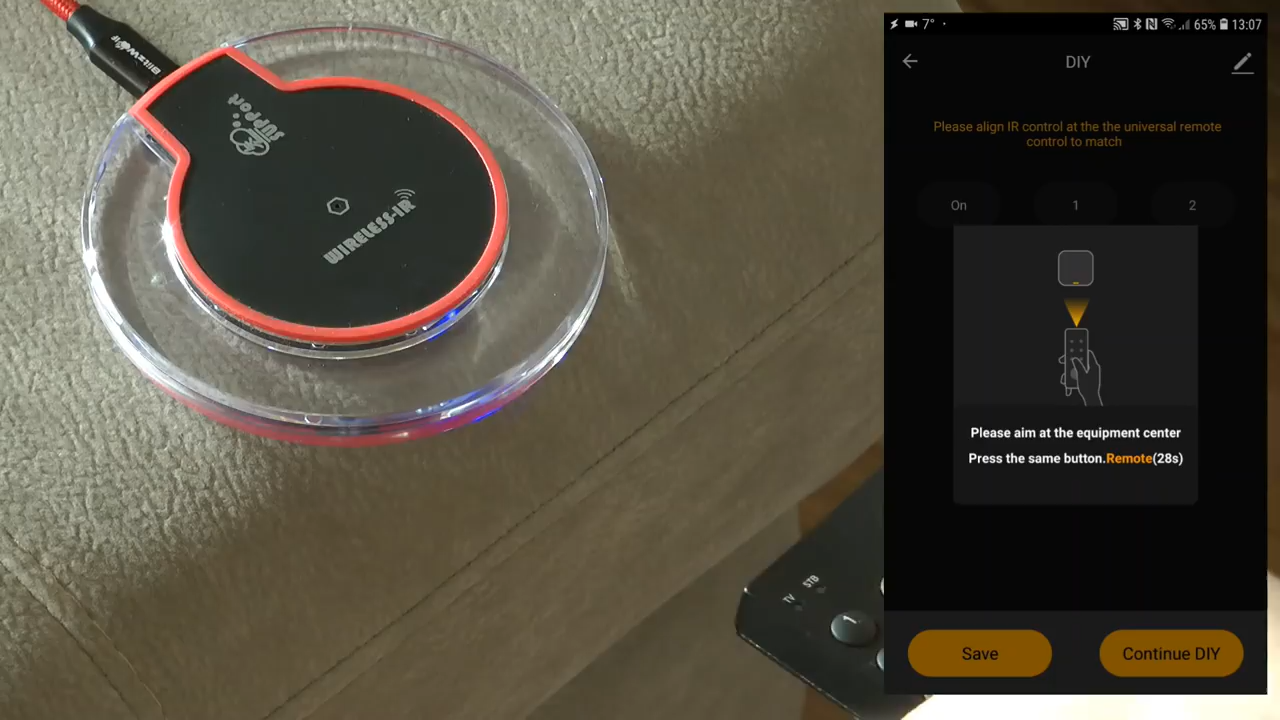 BlitzWolf
SUPPORT
WIRELESS-IR
TV
STB
1
7°
65%
13:07
DIY
Please align IR control at the the universal remote
control to match
On
1
2
Please aim at the equipment center
Press the same button.Remote(28s)
Save
Continue DIY